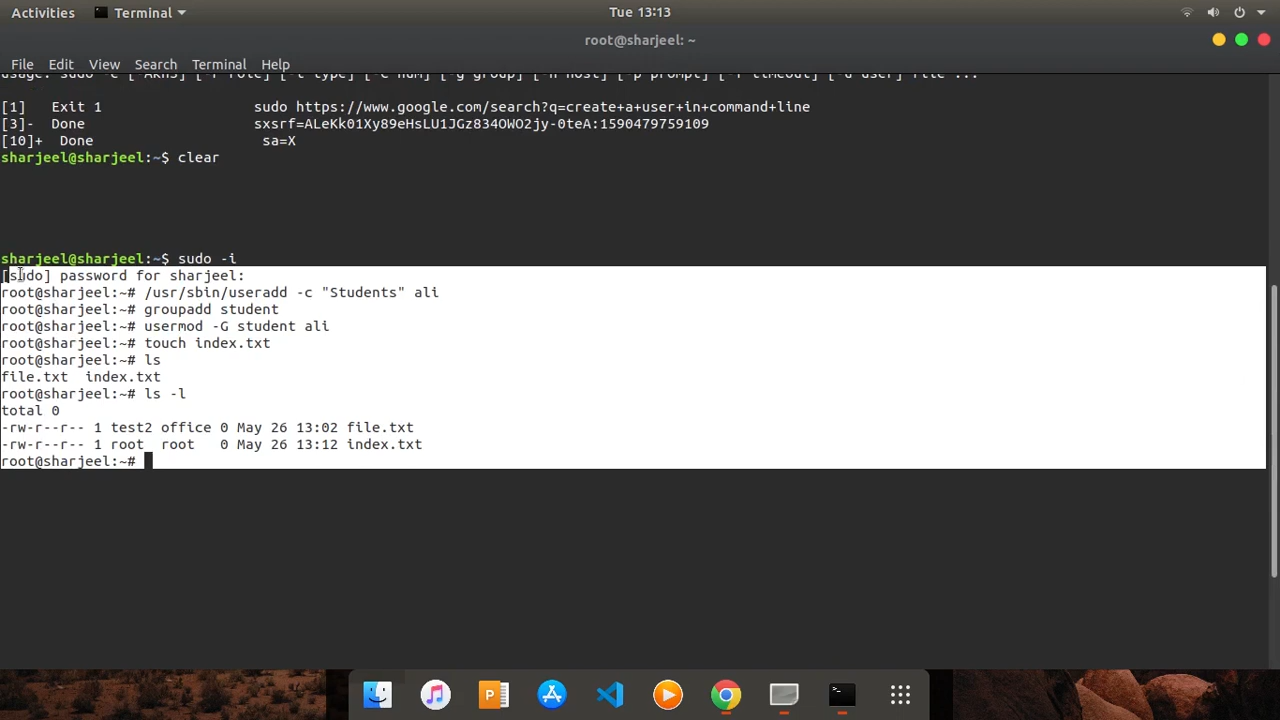 Activities Terminal Tue 13:13
root@sharjeel: ~
File Edit View Search Terminal Help
[1] Exit 1 sudo https://www.google.com/search?q=create+a+user+in+command+line
[3]- Done sxsrf=ALeKk01Xy89eHsLU1JGz834OWO2jy-0teA:1590479759109
[10]+ Done sa=X
sharjeel@sharjeel:~$ clear
sharjeel@sharjeel:~$ sudo -i
[sudo] password for sharjeel:
root@sharjeel:~# /usr/sbin/useradd -c "Students" ali
root@sharjeel:~# groupadd student
root@sharjeel:~# usermod -G student ali
root@sharjeel:~# touch index.txt
root@sharjeel:~# ls
file.txt index.txt
root@sharjeel:~# ls -l
total 0
-rw-r--r-- 1 test2 office 0 May 26 13:02 file.txt
-rw-r--r-- 1 root root 0 May 26 13:12 index.txt
root@sharjeel:~#
P
>_